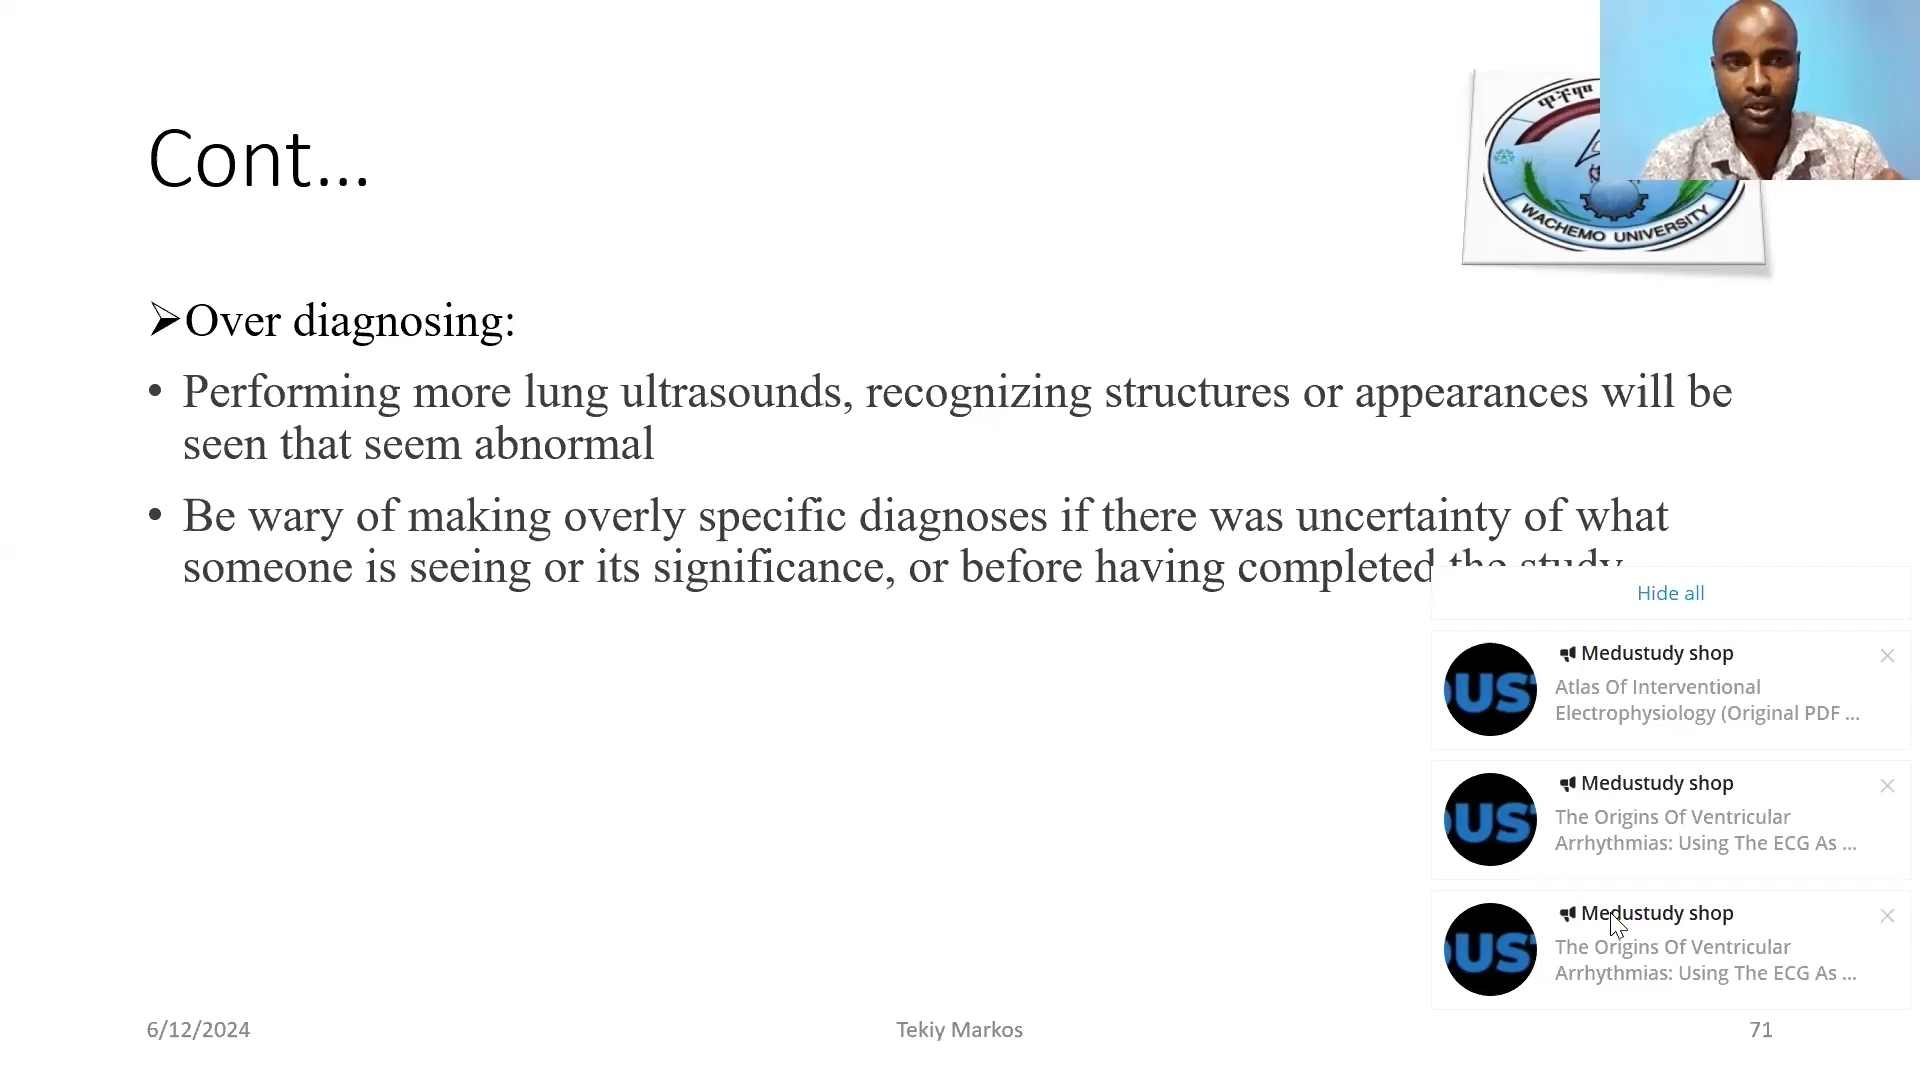 Cont...
WACHEMO UNIVERSITY
➢Over diagnosing:
• Performing more lung ultrasounds, recognizing structures or appearances will be
seen that seem abnormal
• Be wary of making overly specific diagnoses if there was uncertainty of what
someone is seeing or its significance, or before having completed the study
Hide all
Medustudy shop
Atlas Of Interventional
Electrophysiology (Original PDF ...
Medustudy shop
The Origins Of Ventricular
Arrhythmias: Using The ECG As ...
Medustudy shop
The Origins Of Ventricular
Arrhythmias: Using The ECG As ...
6/12/2024
Tekiy Markos
71